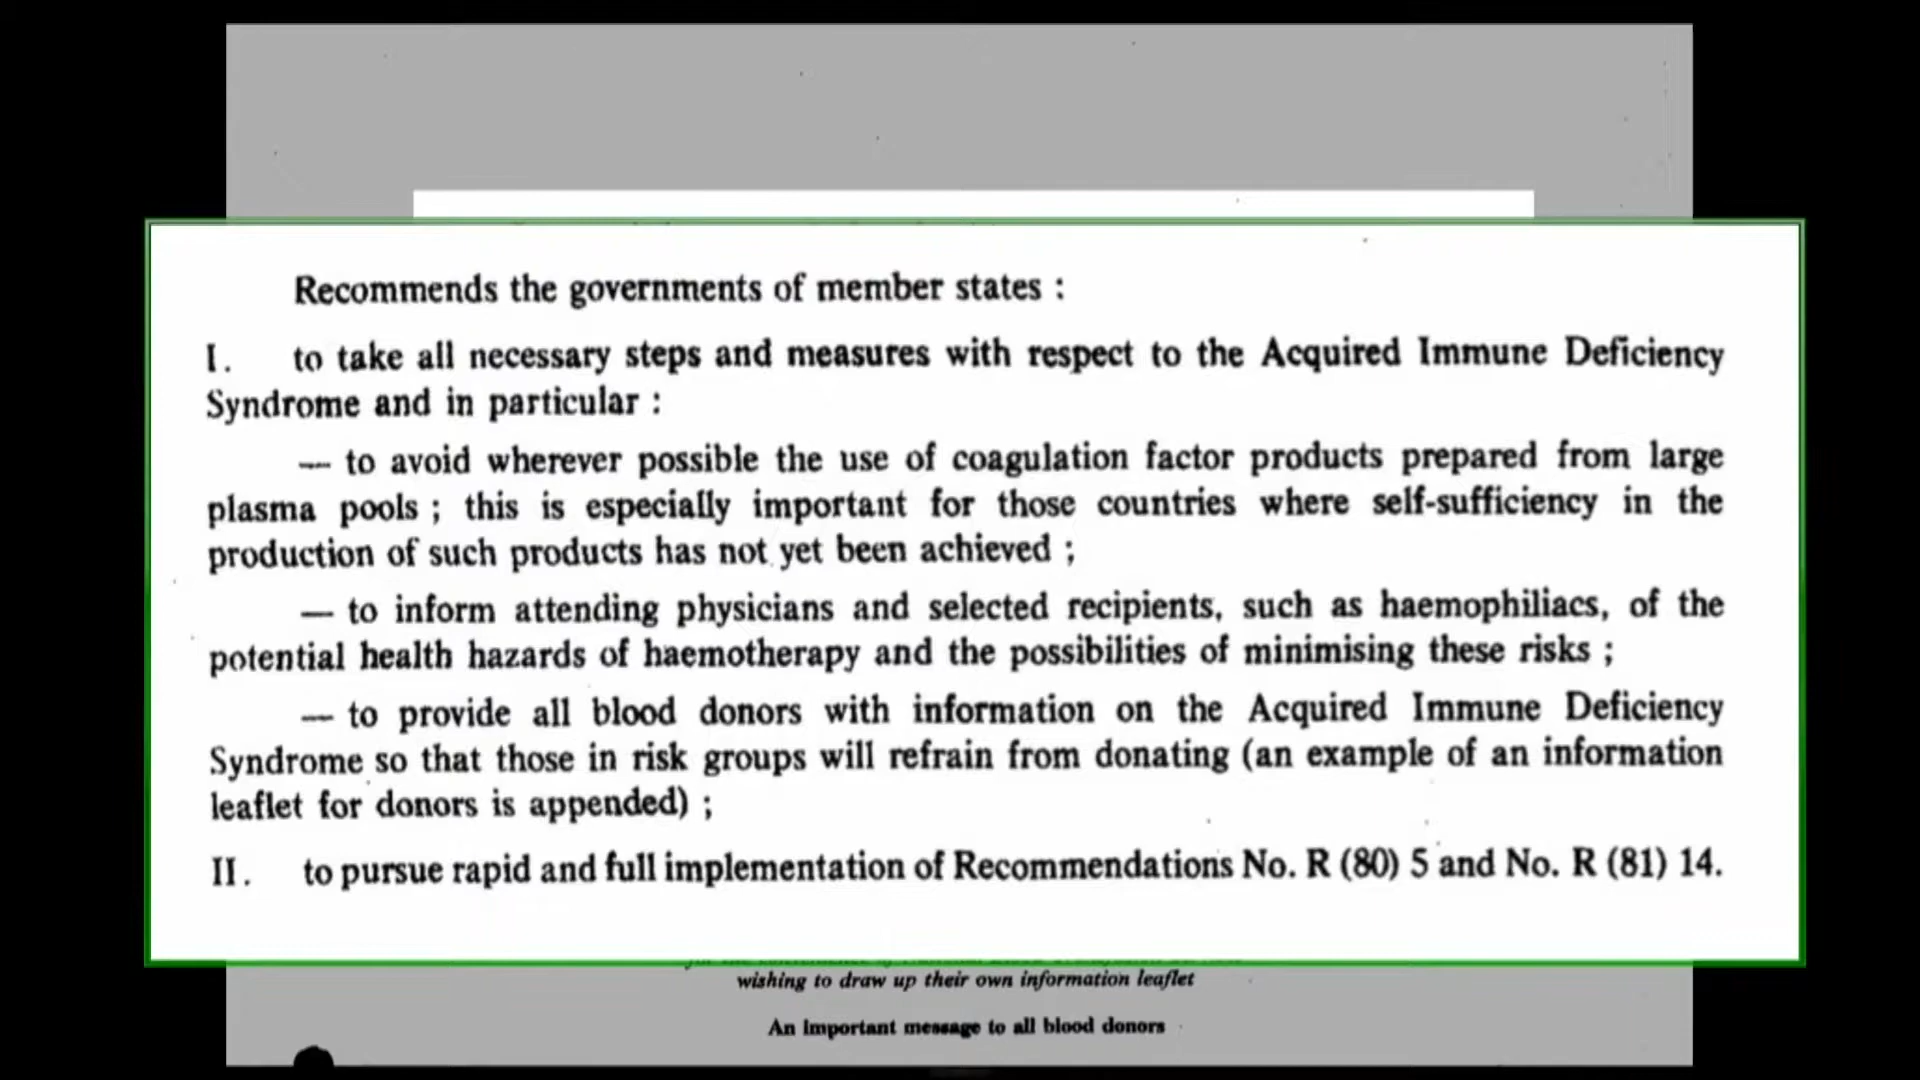 Recommends the governments of member states :
I. to take all necessary steps and measures with respect to the Acquired Immune Deficiency
Syndrome and in particular :
— to avoid wherever possible the use of coagulation factor products prepared from large
plasma pools ; this is especially important for those countries where self-sufficiency in the
production of such products has not yet been achieved ;
— to inform attending physicians and selected recipients, such as haemophiliacs, of the
potential health hazards of haemotherapy and the possibilities of minimising these risks ;
— to provide all blood donors with information on the Acquired Immune Deficiency
Syndrome so that those in risk groups will refrain from donating (an example of an information
leaflet for donors is appended) ;
II. to pursue rapid and full implementation of Recommendations No. R (80) 5 and No. R (81) 14.
wishing to draw up their own information leaflet
An important message to all blood donors